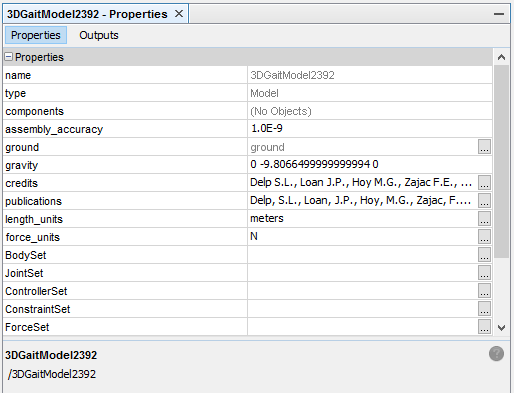 3DGaitModel2392 - Properties ×
Properties Outputs
Properties
name 3DGaitModel2392
type Model
components (No Objects)
assembly_accuracy 1.0E-9
ground ground ...
gravity 0 -9.8066499999999994 0
credits Delp S.L., Loan J.P., Hoy M.G., Zajac F.E., ... ...
publications Delp, S.L., Loan, J.P., Hoy, M.G., Zajac, F.... ...
length_units meters ...
force_units N ...
BodySet ...
JointSet ...
ControllerSet ...
ConstraintSet ...
ForceSet ...
3DGaitModel2392 ?
/3DGaitModel2392